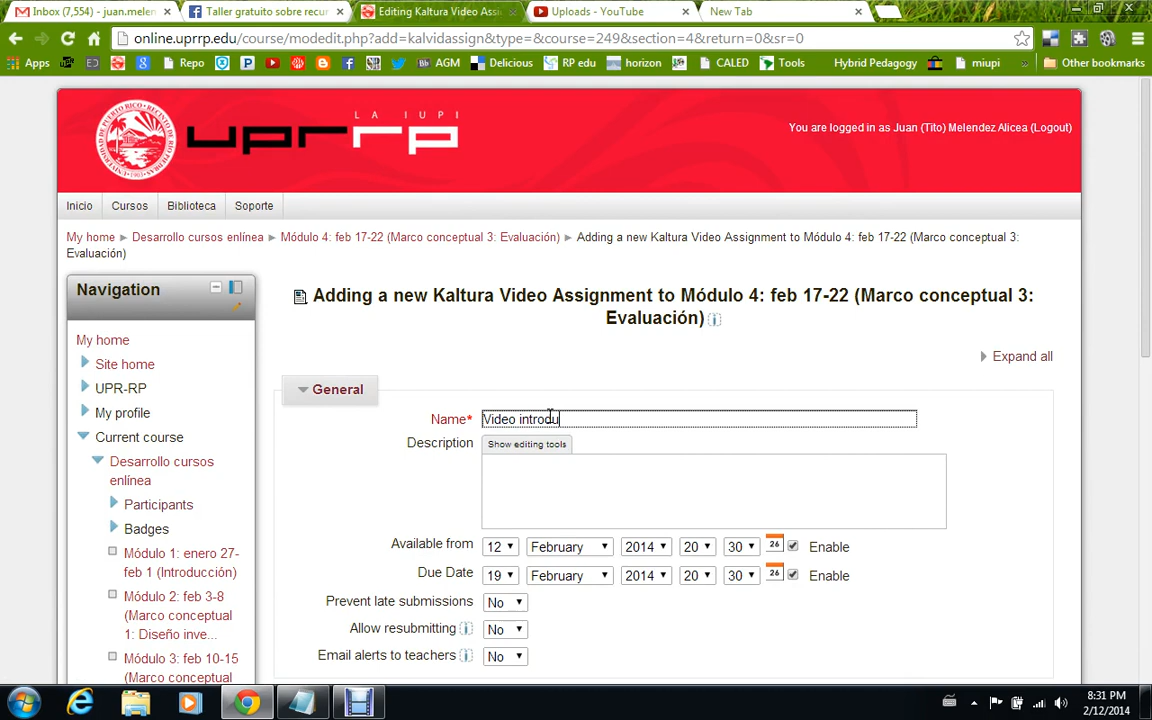 Inbox (7,554) - juan.melen
Taller gratuito sobre recur
Editing Kaltura Video Assi
Uploads - YouTube
New Tab
online.uprrp.edu/course/modedit.php?add=kalvidassign&type=&course=249&section=4&return=0&sr=0
Apps
Repo
RP edu
AGM
Delicious
horizon
CALED
Tools
Hybrid Pedagogy
miupi
»
Other bookmarks
LA IUPI
uprrp
You are logged in as Juan (Tito) Melendez Alicea (Logout)
Inicio
Cursos
Biblioteca
Soporte
My home
Desarrollo cursos enlínea
Módulo 4: feb 17-22 (Marco conceptual 3: Evaluación)
Adding a new Kaltura Video Assignment to Módulo 4: feb 17-22 (Marco conceptual 3:
Evaluación)
Navigation
My home
Site home
UPR-RP
My profile
Current course
Desarrollo cursos
enlínea
Participants
Badges
Módulo 1: enero 27-
feb 1 (Introducción)
Módulo 2: feb 3-8
(Marco conceptual
1: Diseño inve...
Módulo 3: feb 10-15
(Marco conceptual
Adding a new Kaltura Video Assignment to Módulo 4: feb 17-22 (Marco conceptual 3:
Evaluación)
Expand all
General
Name*
Video introdu
Description
Show editing tools
Available from
12
February
2014
20
30
26
Enable
Due Date
19
February
2014
20
30
26
Enable
Prevent late submissions
No
Allow resubmitting
No
Email alerts to teachers
No
8:31 PM
2/12/2014